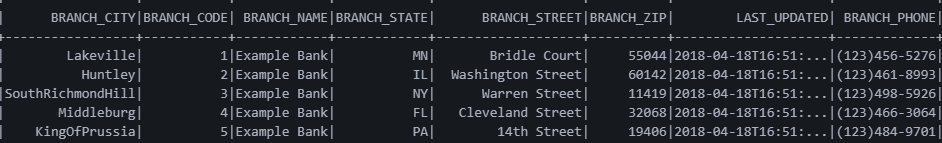 |     BRANCH_CITY|BRANCH_CODE| BRANCH_NAME|BRANCH_STATE|     BRANCH_STREET|BRANCH_ZIP|        LAST_UPDATED| BRANCH_PHONE|
+----------------+-----------+------------+------------+------------------+----------+--------------------+-------------+
|       Lakeville|          1|Example Bank|          MN|      Bridle Court|     55044|2018-04-18T16:51:...|(123)456-5276|
|         Huntley|          2|Example Bank|          IL| Washington Street|     60142|2018-04-18T16:51:...|(123)461-8993|
|SouthRichmondHill|          3|Example Bank|          NY|     Warren Street|     11419|2018-04-18T16:51:...|(123)498-5926|
|      Middleburg|          4|Example Bank|          FL|  Cleveland Street|     32068|2018-04-18T16:51:...|(123)466-3064|
|   KingOfPrussia|          5|Example Bank|          PA|       14th Street|     19406|2018-04-18T16:51:...|(123)484-9701|